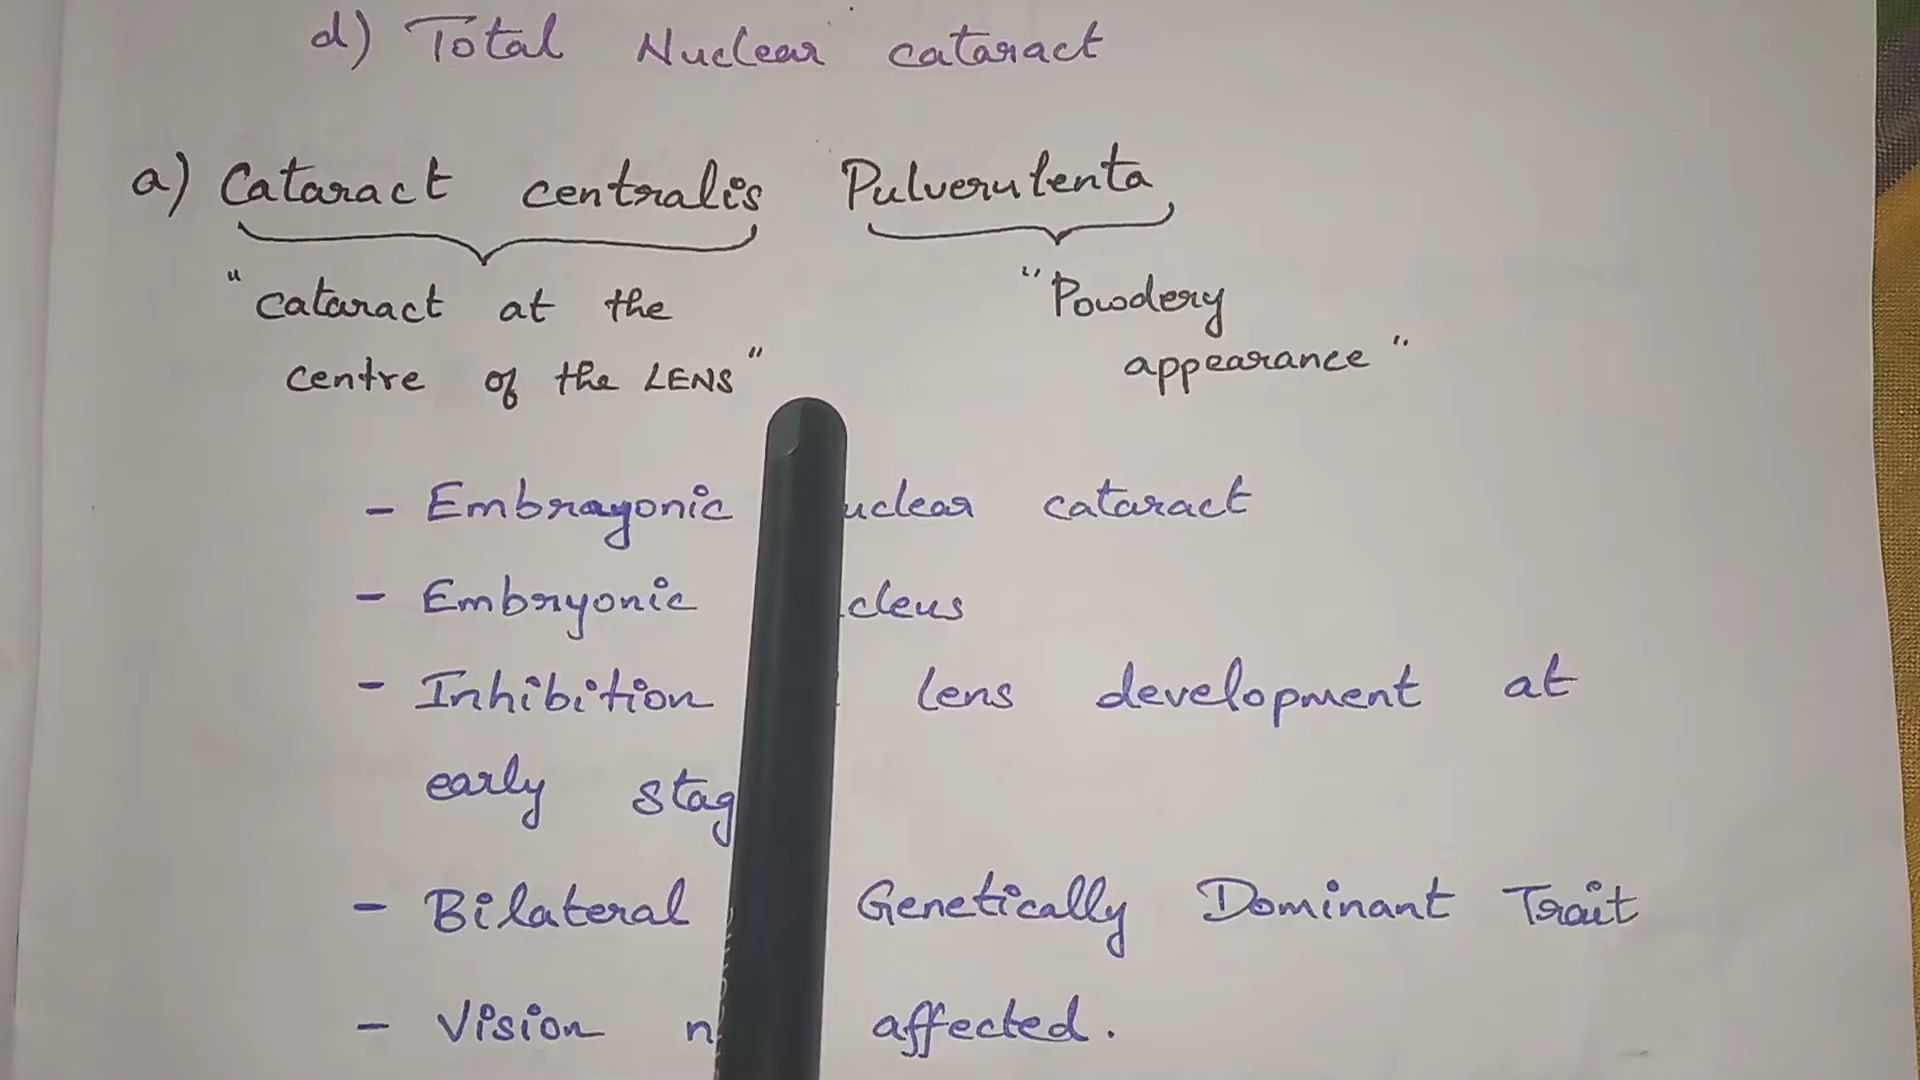 d) Total Nuclear cataract
a) Cataract centralis Pulverulenta
"cataract at the "Powdery
centre of the LENS" appearance"
- Embrayonic uclear cataract
- Embryonic cleus
- Inhibition lens development at
early stag
- Bilateral Genetically Dominant Trait
- Vision n affected.